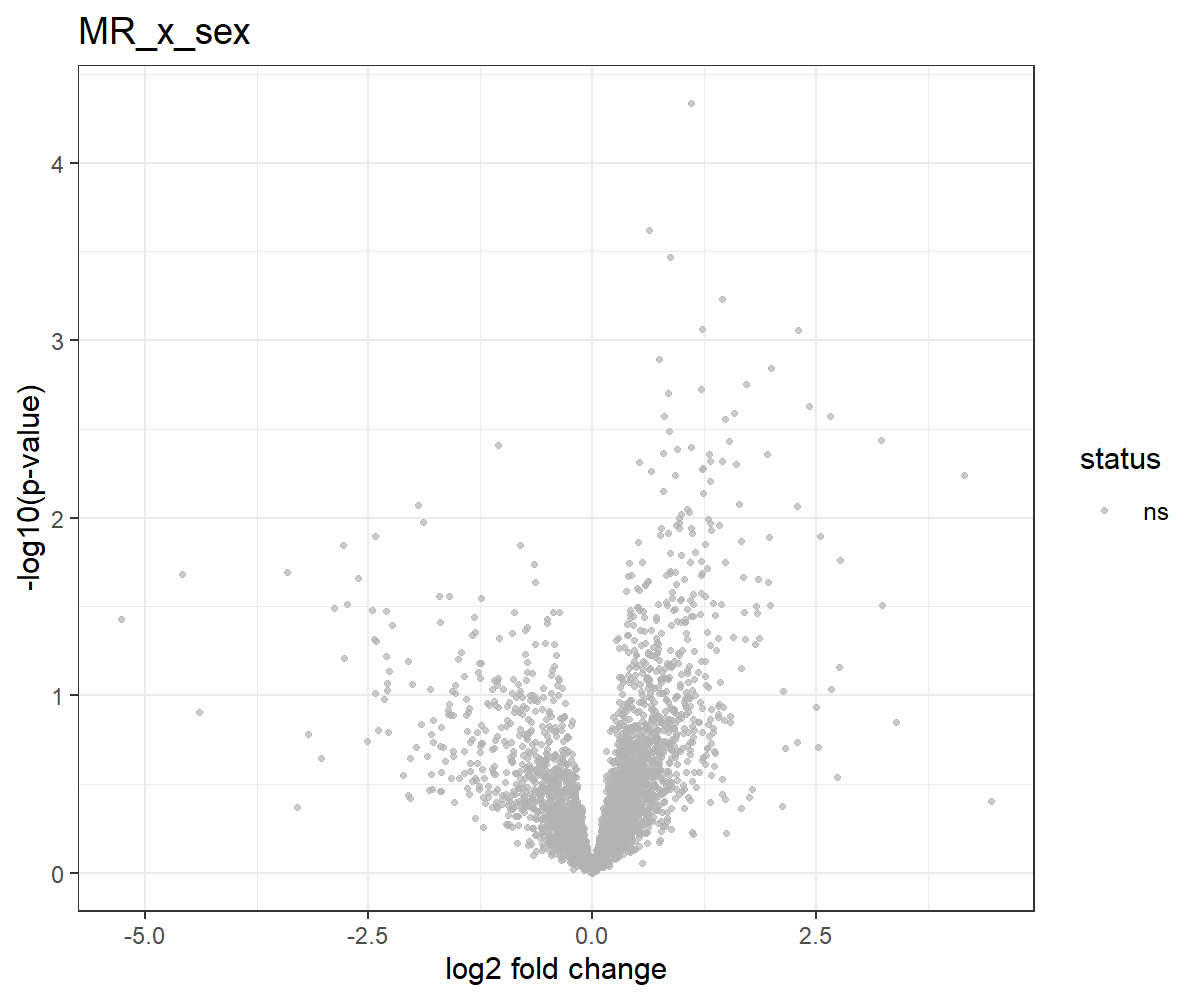 MR_x_sex
-log10(p-value)
4
3
2
1
0
-5.0
-2.5
0.0
2.5
log2 fold change
status
ns